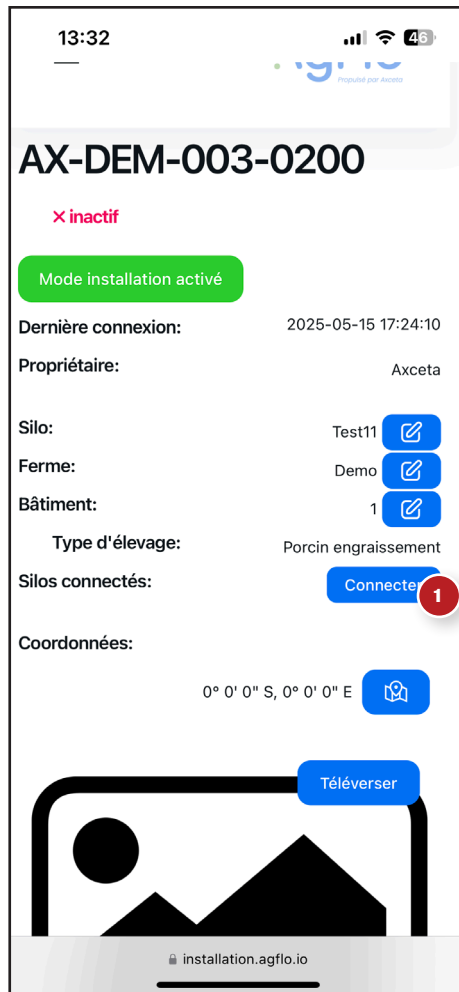 13:32
46
AgFlo
Propulsé par Axceta
AX-DEM-003-0200
× inactif
Mode installation activé
Dernière connexion: 2025-05-15 17:24:10
Propriétaire: Axceta
Silo: Test11
Ferme: Demo
Bâtiment: 1
Type d'élevage: Porcin engraissement
Silos connectés: Connecter
1
Coordonnées:
0° 0' 0" S, 0° 0' 0" E
Téléverser
installation.agflo.io